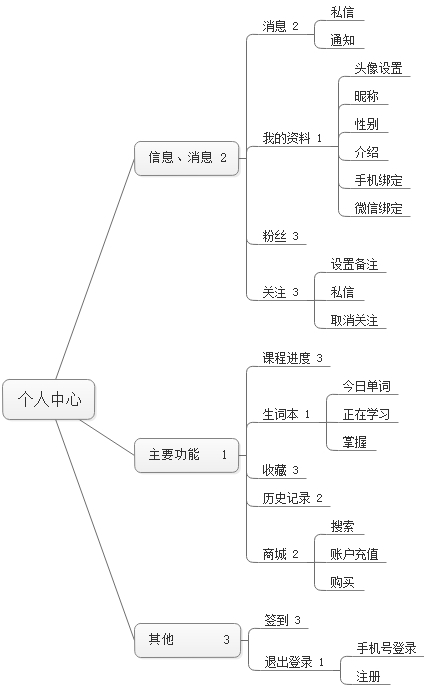 个人中心
信息、消息 2
消息 2
私信
通知
我的资料 1
头像设置
昵称
性别
介绍
手机绑定
微信绑定
粉丝 3
关注 3
设置备注
私信
取消关注
主要功能 1
课程进度 3
生词本 1
今日单词
正在学习
掌握
收藏 3
历史记录 2
商城 2
搜索
账户充值
购买
其他 3
签到 3
退出登录 1
手机号登录
注册